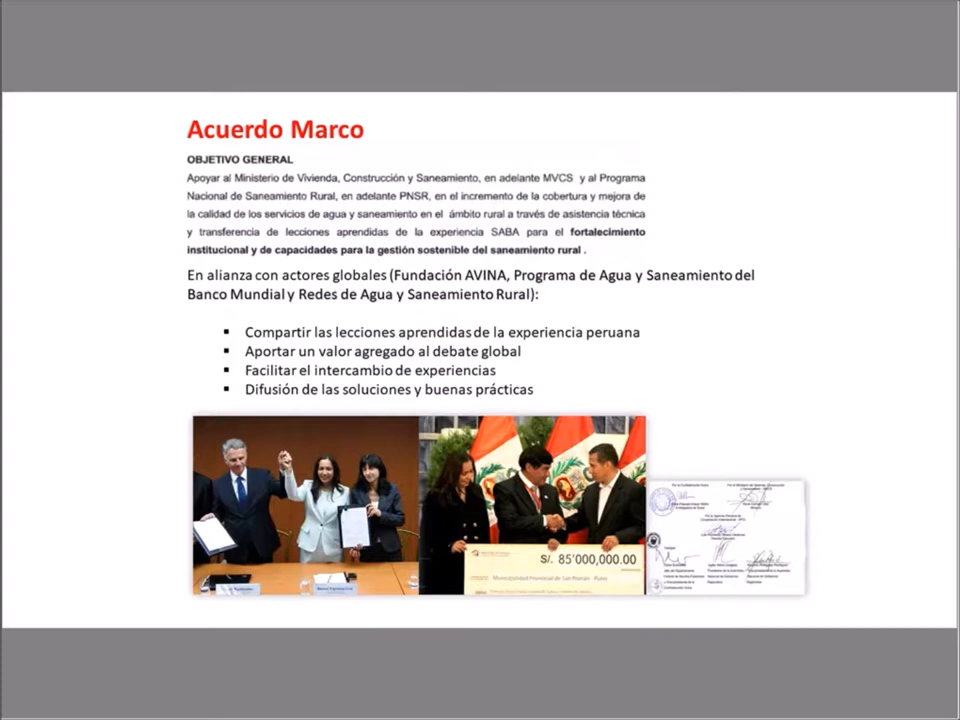 Acuerdo Marco
OBJETIVO GENERAL
Apoyar al Ministerio de Vivienda, Construcción y Saneamiento, en adelante MVCS y al Programa
Nacional de Saneamiento Rural, en adelante PNSR, en el incremento de la cobertura y mejora de
la calidad de los servicios de agua y saneamiento en el ámbito rural a través de asistencia técnica
y transferencia de lecciones aprendidas de la experiencia SABA para el fortalecimiento
institucional y de capacidades para la gestión sostenible del saneamiento rural .
En alianza con actores globales (Fundación AVINA, Programa de Agua y Saneamiento del
Banco Mundial y Redes de Agua y Saneamiento Rural):
▪ Compartir las lecciones aprendidas de la experiencia peruana
▪ Aportar un valor agregado al debate global
▪ Facilitar el intercambio de experiencias
▪ Difusión de las soluciones y buenas prácticas
S/. 85'000,000.00
Municipalidad Provincial de San Román - Puno